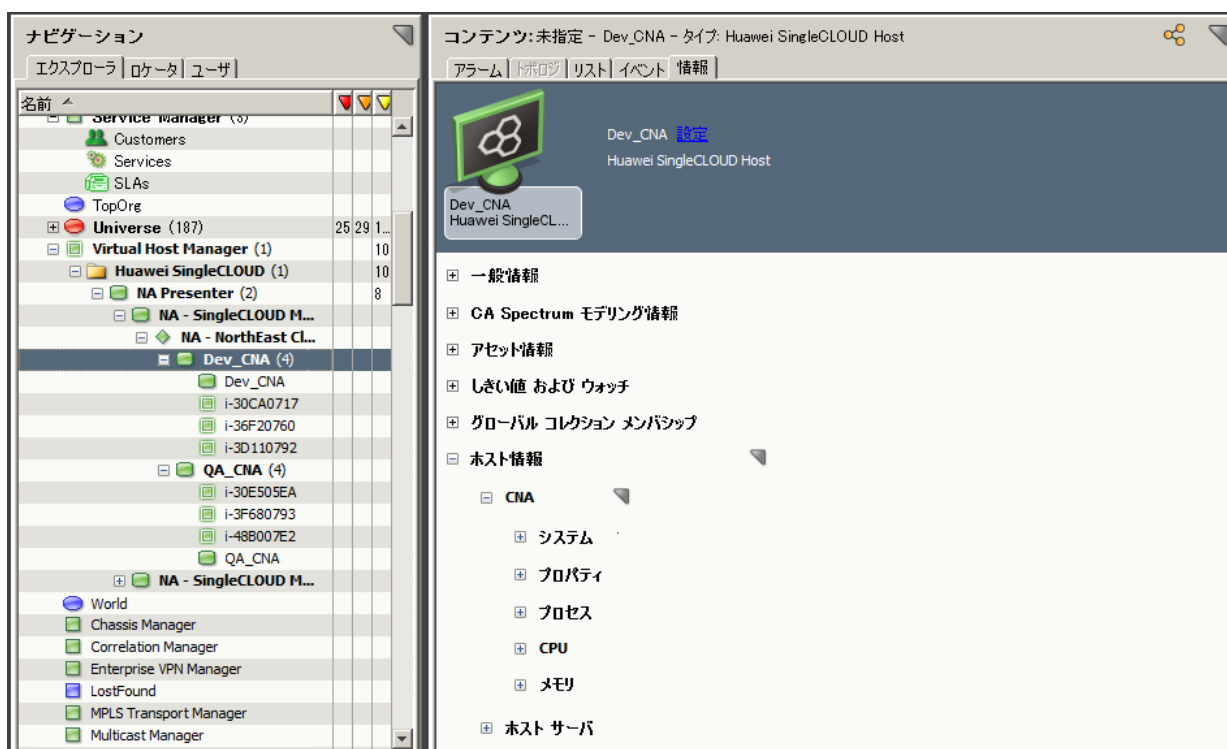 ナビゲーション
エクスプローラ ロケータ ユーザ
名前
Service Manager (3)
Customers
Services
SLAs
TopOrg
Universe (187) 25 29 1...
Virtual Host Manager (1) 10
Huawei SingleCLOUD (1) 10
NA Presenter (2) 8
NA - SingleCLOUD M...
NA - NorthEast Cl...
Dev_CNA (4)
Dev_CNA
i-30CA0717
i-36F20760
i-3D110792
QA_CNA (4)
i-30E505EA
i-3F680793
i-48B007E2
QA_CNA
NA - SingleCLOUD M...
World
Chassis Manager
Correlation Manager
Enterprise VPN Manager
LostFound
MPLS Transport Manager
Multicast Manager
コンテンツ: 未指定 - Dev_CNA - タイプ: Huawei SingleCLOUD Host
アラーム トポロジ リスト イベント 情報
Dev_CNA 設定
Huawei SingleCLOUD Host
Dev_CNA
Huawei SingleCL...
一般情報
CA Spectrum モデリング情報
アセット情報
しきい値 および ウォッチ
グローバル コレクション メンバシップ
ホスト情報
CNA
システム
プロパティ
プロセス
CPU
メモリ
ホスト サーバ